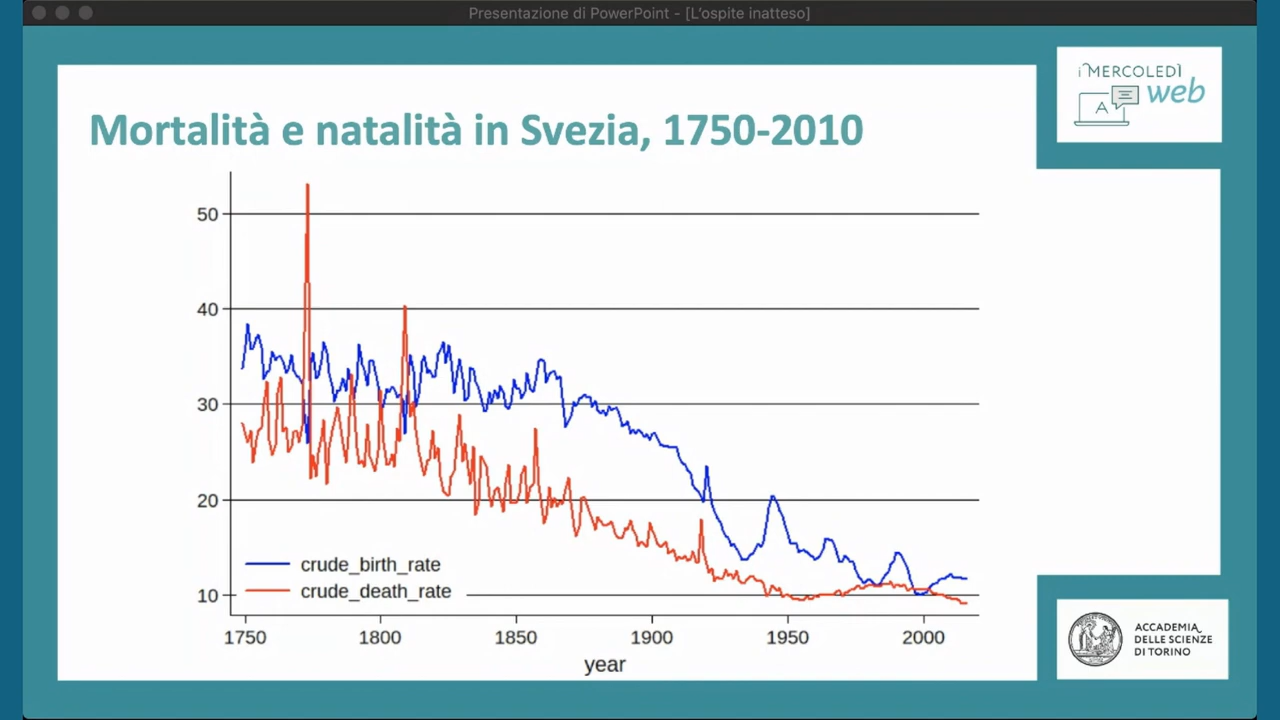 Presentazione di PowerPoint - [L'ospite inatteso]
i MERCOLEDÌ
A
web
Mortalità e natalità in Svezia, 1750-2010
50
40
30
20
10
crude_birth_rate
crude_death_rate
1750
1800
1850
1900
1950
2000
year
ACCADEMIA
DELLE SCIENZE
DI TORINO